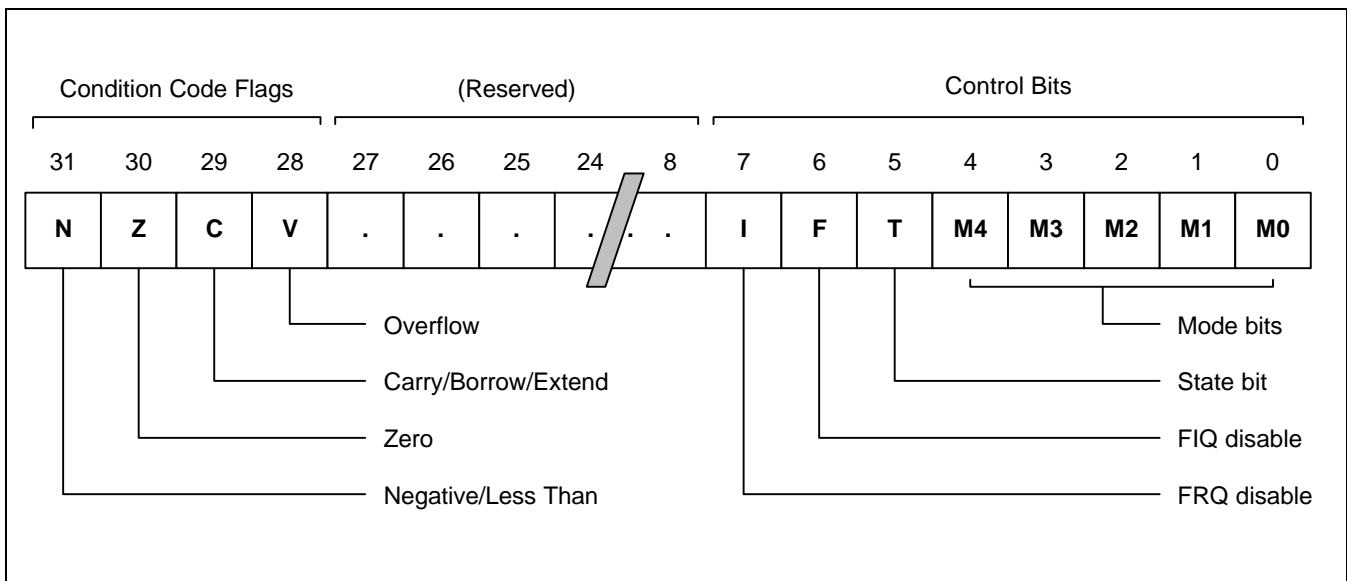 Condition Code Flags (Reserved) Control Bits
31 30 29 28 27 26 25 24 8 7 6 5 4 3 2 1 0
N Z C V . . . . . I F T M4 M3 M2 M1 M0
Overflow Mode bits
Carry/Borrow/Extend State bit
Zero FIQ disable
Negative/Less Than FRQ disable